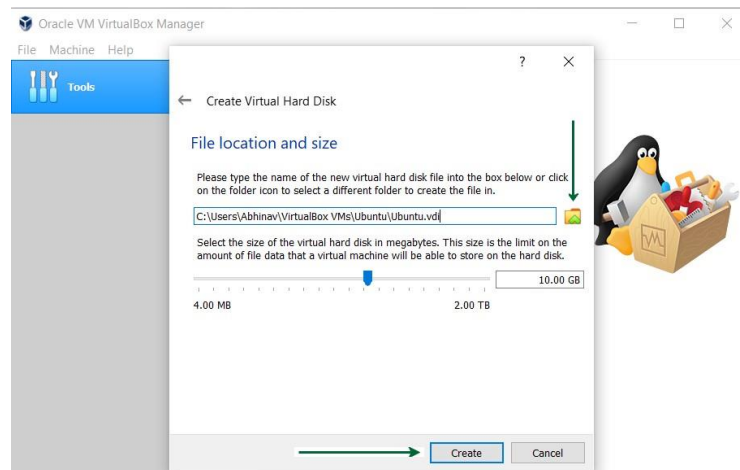 Oracle VM VirtualBox Manager
File Machine Help
Tools
?
Create Virtual Hard Disk
File location and size
Please type the name of the new virtual hard disk file into the box below or click
on the folder icon to select a different folder to create the file in.
C:\Users\Abhinav\VirtualBox VMs\Ubuntu\Ubuntu.vdi
Select the size of the virtual hard disk in megabytes. This size is the limit on the
amount of file data that a virtual machine will be able to store on the hard disk.
10.00 GB
4.00 MB 2.00 TB
Create Cancel